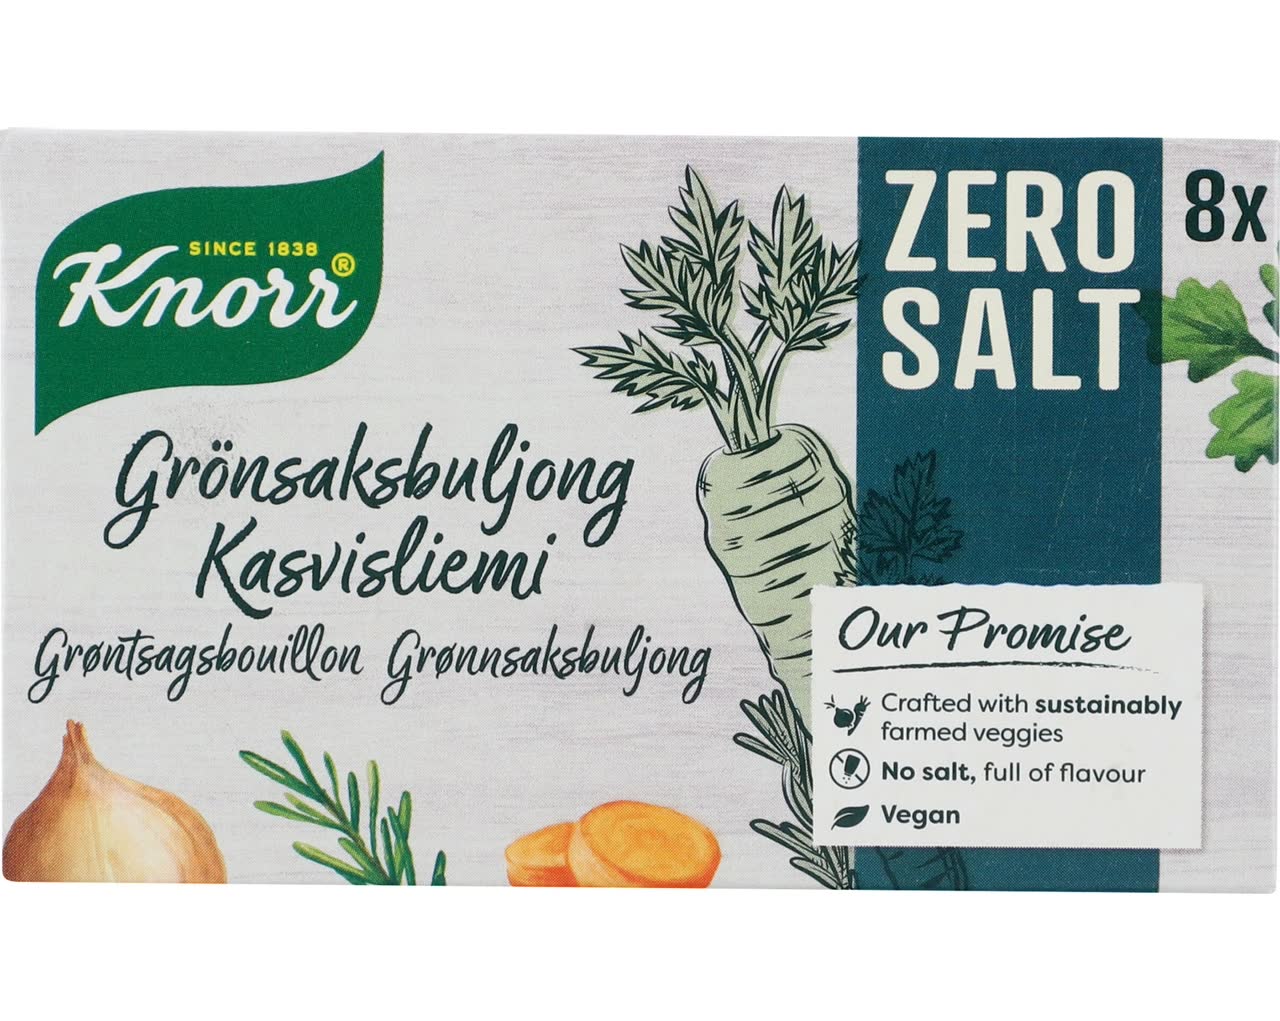 SINCE 1838
Knorr®
Grönsaksbuljong
Kasvisliemi
Grøntsagsbouillon Grønnsaksbuljong
ZERO
SALT
8x
Our Promise
Crafted with sustainably
farmed veggies
No salt, full of flavour
Vegan